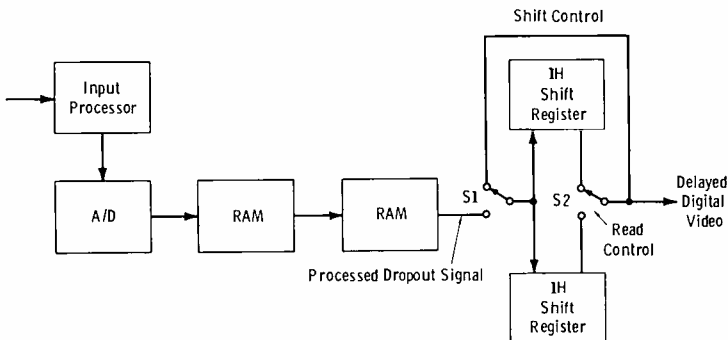 Shift Control
Input
Processor
1H
Shift
Register
A/D
RAM
RAM
S1
S2
Delayed
Digital
Video
Read
Control
Processed Dropout Signal
1H
Shift
Register